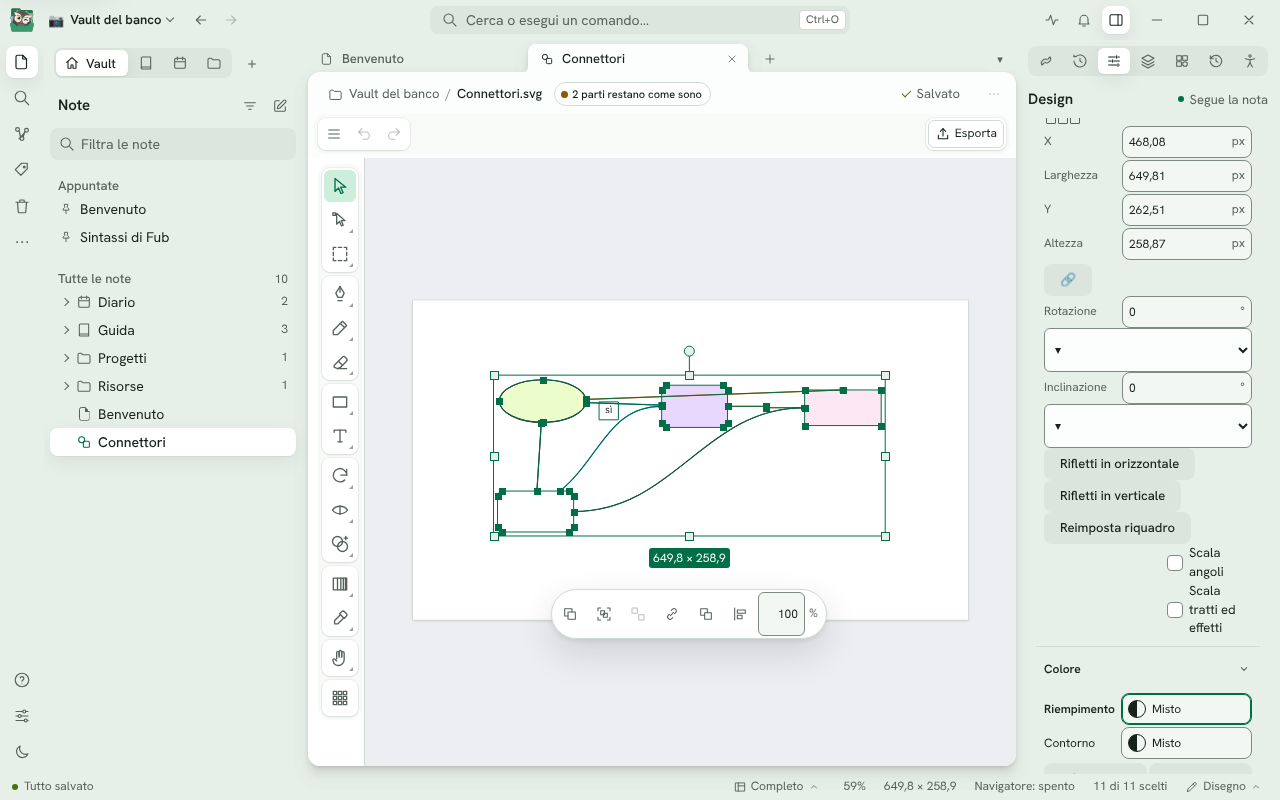 Vault del banco
Cerca o esegui un comando…
Ctrl+O
Vault
Note
Filtra le note
Appuntate
Benvenuto
Sintassi di Fub
Tutte le note
10
Diario
2
Guida
3
Progetti
1
Risorse
1
Benvenuto
Connettori
Tutto salvato
Benvenuto
Connettori
Vault del banco / Connettori.svg
2 parti restano come sono
Salvato
Esporta
sì
649,8 × 258,9
100 %
Design
Segue la nota
X
468,08 px
Larghezza
649,81 px
Y
262,51 px
Altezza
258,87 px
Rotazione
0 °
Inclinazione
0 °
Rifletti in orizzontale
Rifletti in verticale
Reimposta riquadro
Scala
angoli
Scala
tratti ed
effetti
Colore
Riempimento
Misto
Contorno
Misto
Completo
59%
649,8 × 258,9
Navigatore: spento
11 di 11 scelti
Disegno